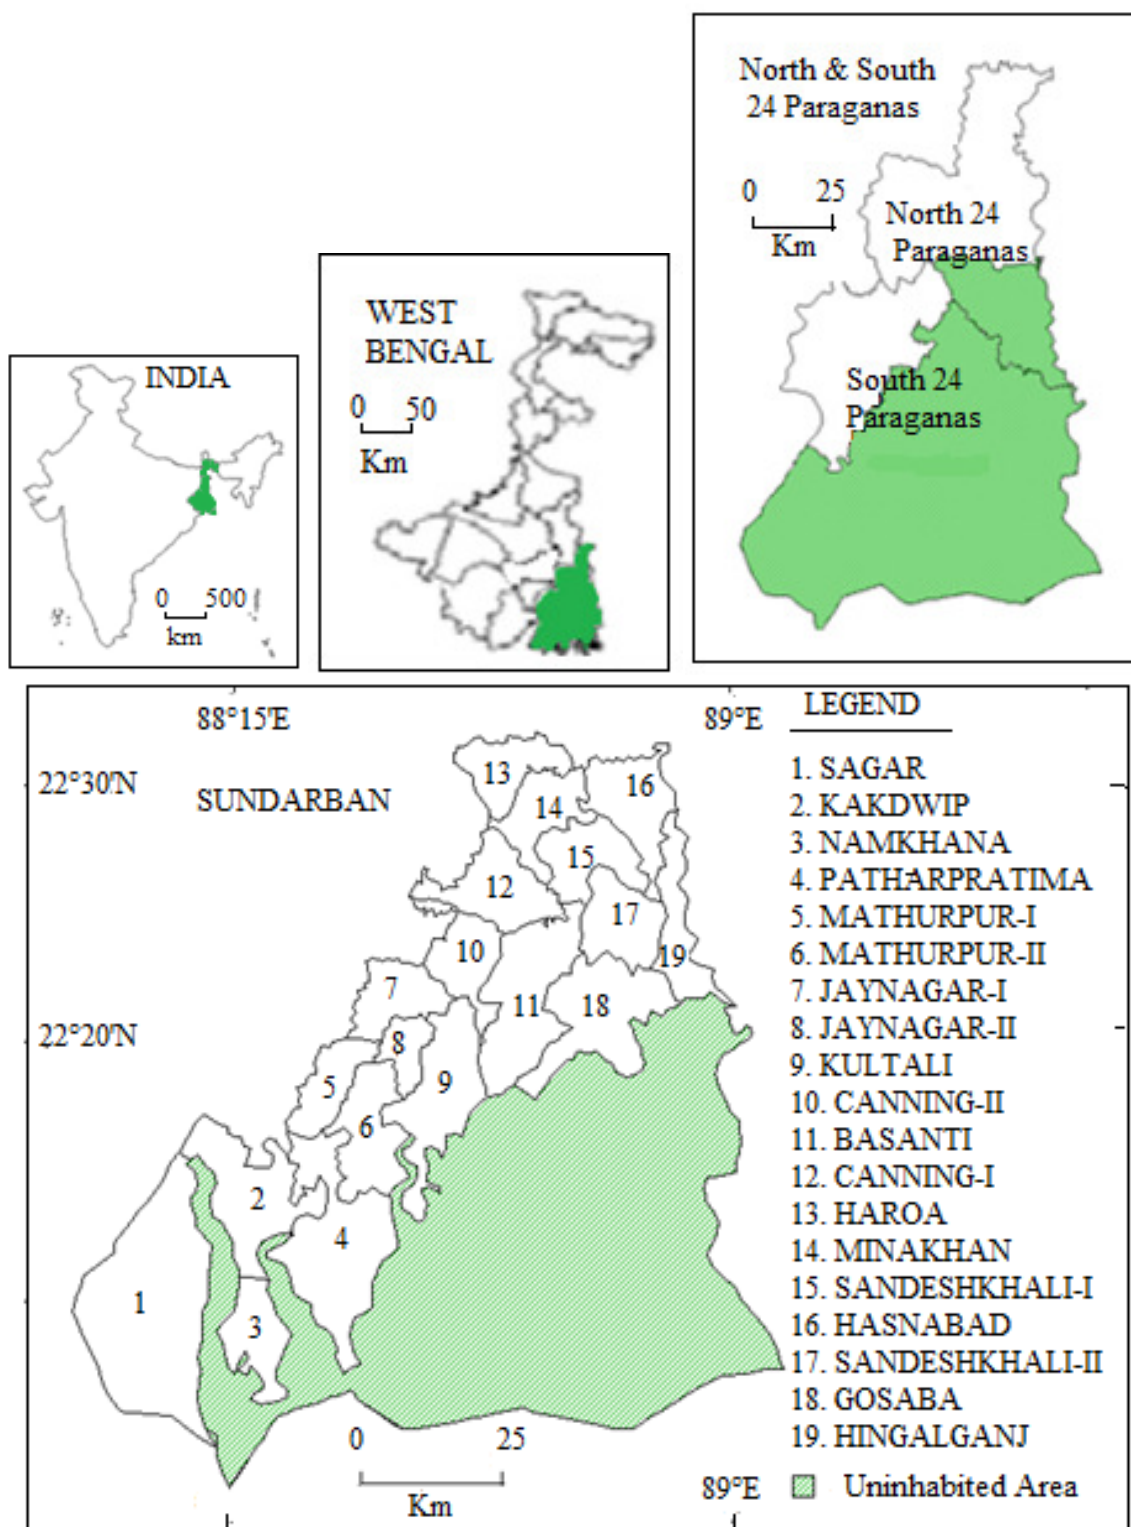 North & South
24 Paraganas
0 25
Km
North 24
Paraganas
South 24
Paraganas
WEST
BENGAL
0 50
Km
INDIA
0 500
km
88°15'E
89°E
22°30'N
22°20'N
SUNDARBAN
13
16
14
15
12
17
10
19
7
11
18
8
5
9
6
2
4
1
3
0 25
Km
89°E
LEGEND
1. SAGAR
2. KAKDWIP
3. NAMKHANA
4. PATHARPRATIMA
5. MATHURPUR-I
6. MATHURPUR-II
7. JAYNAGAR-I
8. JAYNAGAR-II
9. KULTALI
10. CANNING-II
11. BASANTI
12. CANNING-I
13. HAROA
14. MINAKHAN
15. SANDESHKHALI-I
16. HASNABAD
17. SANDESHKHALI-II
18. GOSABA
19. HINGALGANJ
Uninhabited Area